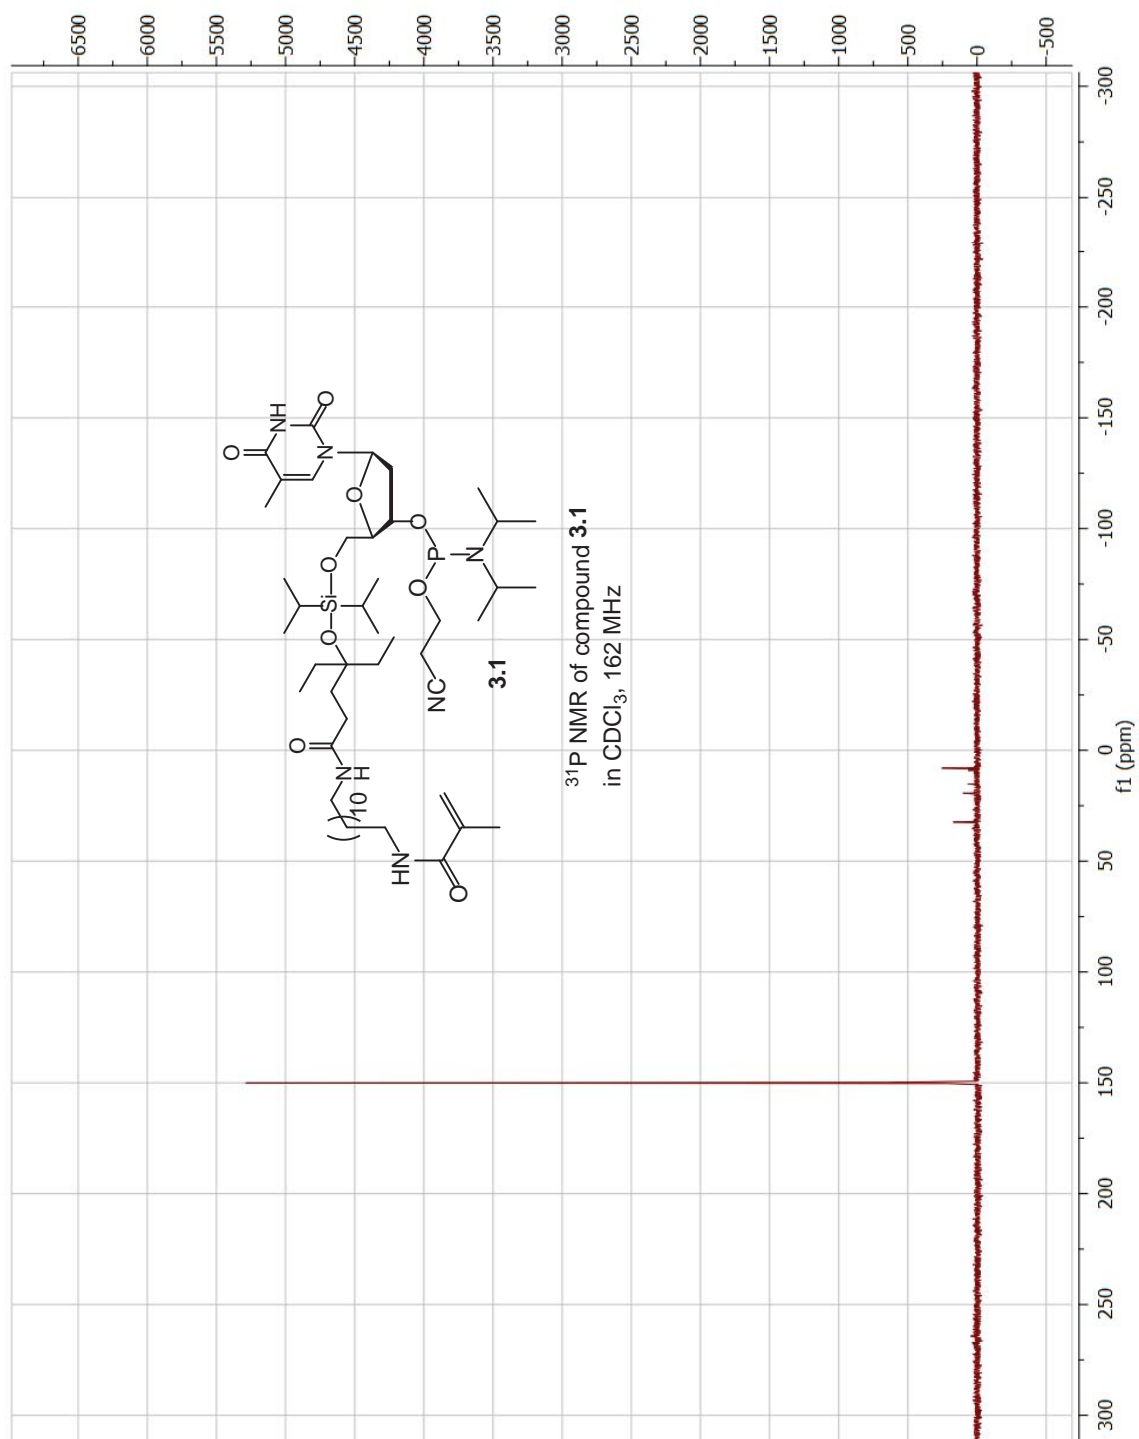 6500
6000
5500
5000
4500
4000
3500
3000
2500
2000
1500
1000
500
0
-500
O
NH
O
N
O
O
Si
O
O
P
O
N
NC
O
N
H
10
HN
O
3.1
31P NMR of compound 3.1
in CDCl3, 162 MHz
300
250
200
150
100
50
0
-50
-100
-150
-200
-250
-300
f1 (ppm)